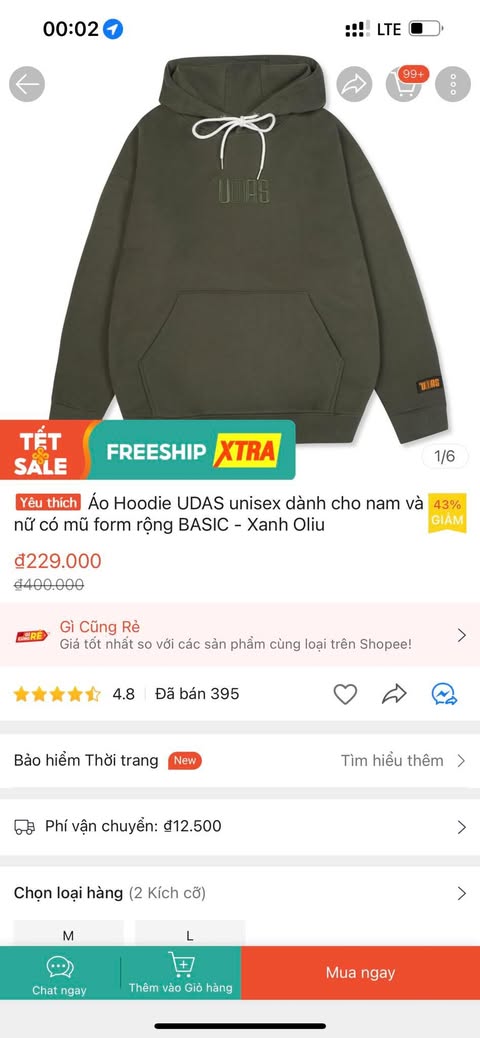 00:02
LTE
99+
UDAS
UDAS
TẾT
SALE
FREESHIP XTRA
1/6
Yêu thích Áo Hoodie UDAS unisex dành cho nam và
nữ có mũ form rộng BASIC - Xanh Oliu
43%
GIẢM
₫229.000
₫400.000
Gì Cũng Rẻ
Giá tốt nhất so với các sản phẩm cùng loại trên Shopee!
4.8
Đã bán 395
Bảo hiểm Thời trang New
Tìm hiểu thêm
Phí vận chuyển: ₫12.500
Chọn loại hàng (2 Kích cỡ)
M
L
Chat ngay
Thêm vào Giỏ hàng
Mua ngay